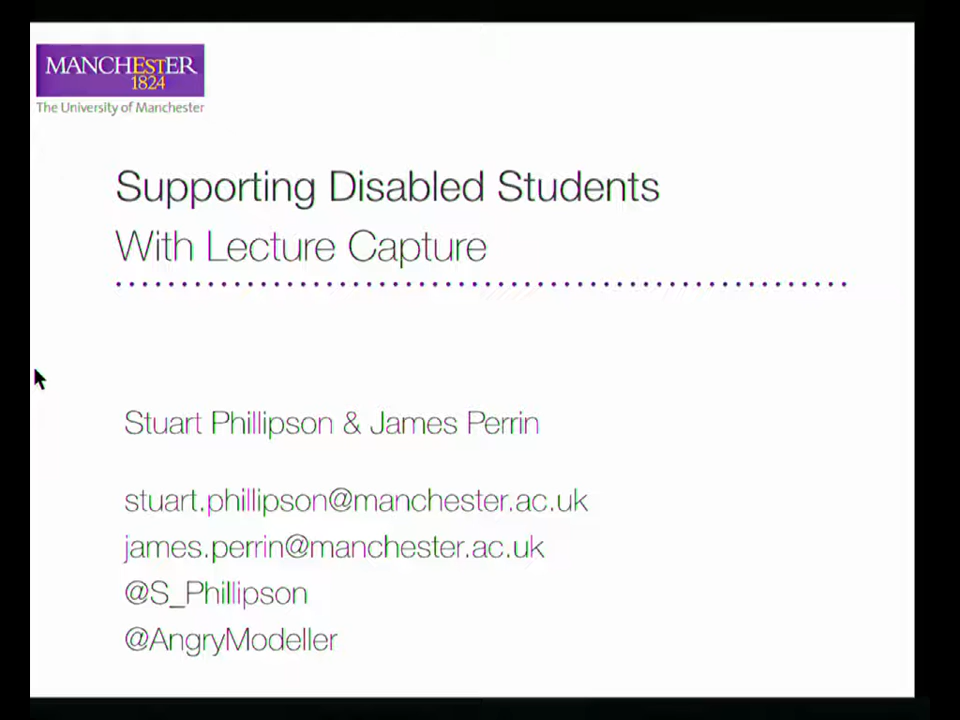 MANCHESTER
1824
The University of Manchester
Supporting Disabled Students
With Lecture Capture
Stuart Phillipson & James Perrin
stuart.phillipson@manchester.ac.uk
james.perrin@manchester.ac.uk
@S_Phillipson
@AngryModeller